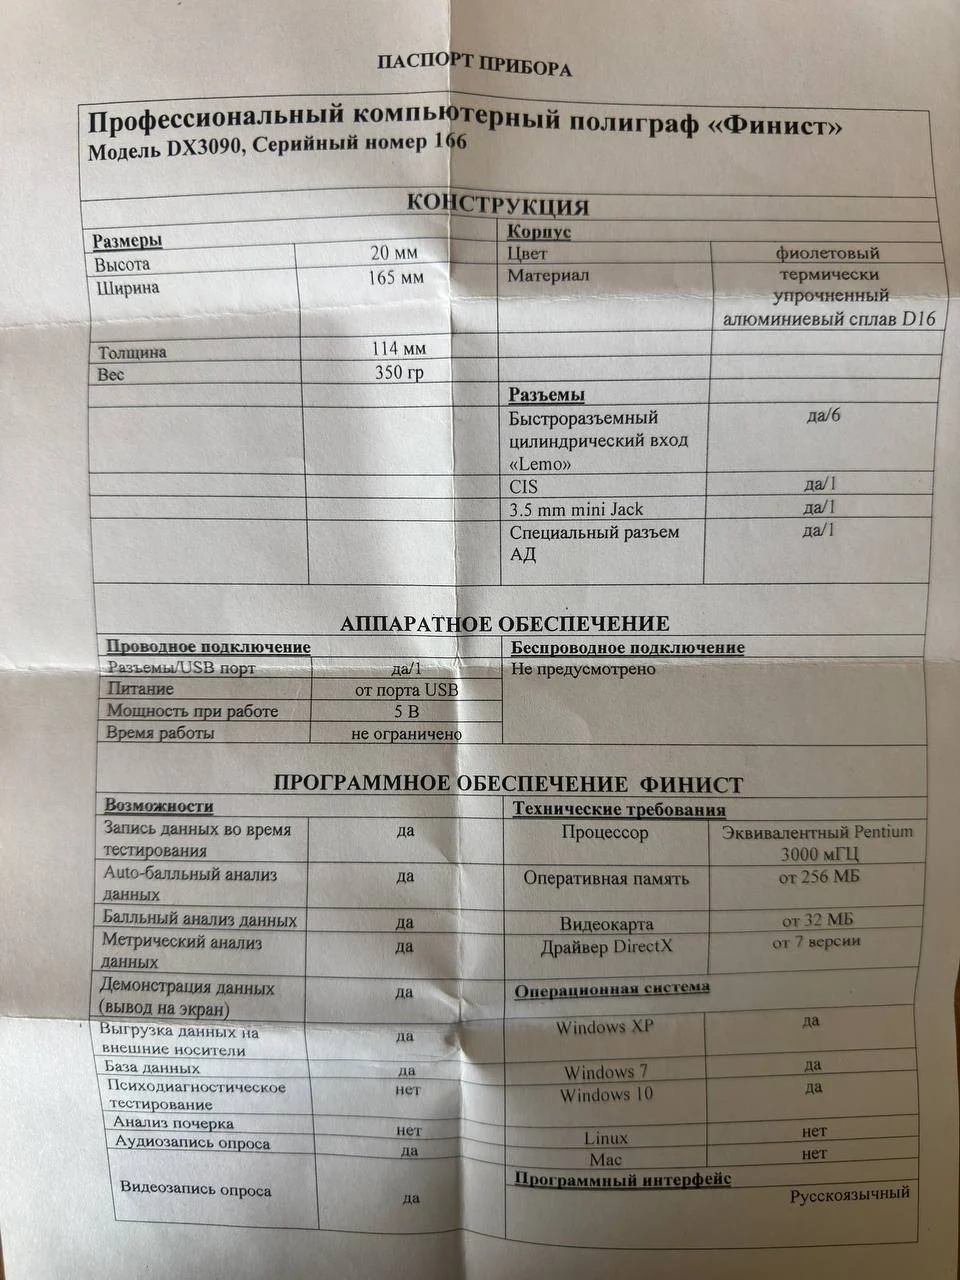 ПАСПОРТ ПРИБОРА
Профессиональный компьютерный полиграф «Финист»
Модель DX3090, Серийный номер 166
КОНСТРУКЦИЯ
Размеры
Высота 20 мм
Ширина 165 мм
Толщина 114 мм
Вес 350 гр
Корпус
Цвет фиолетовый
Материал термически
упрочненный
алюминиевый сплав D16
Разъемы
Быстроразъемный да/6
цилиндрический вход
«Lemo»
CIS да/1
3.5 mm mini Jack да/1
Специальный разъем да/1
АД
АППАРАТНОЕ ОБЕСПЕЧЕНИЕ
Проводное подключение
Разъемы/USB порт да/1
Питание от порта USB
Мощность при работе 5 В
Время работы не ограничено
Беспроводное подключение
Не предусмотрено
ПРОГРАММНОЕ ОБЕСПЕЧЕНИЕ ФИНИСТ
Возможности
Запись данных во время да
тестирования
Auto-балльный анализ да
данных
Балльный анализ данных да
Метрический анализ да
данных
Демонстрация данных да
(вывод на экран)
Выгрузка данных на да
внешние носители
База данных да
Психодиагностическое нет
тестирование
Анализ почерка нет
Аудиозапись опроса да
Видеозапись опроса да
Технические требования
Процессор Эквивалентный Pentium
3000 мГЦ
Оперативная память от 256 МБ
Видеокарта от 32 МБ
Драйвер DirectX от 7 версии
Операционная система
Windows XP да
Windows 7 да
Windows 10 да
Linux нет
Mac нет
Программный интерфейс
Русскоязычный